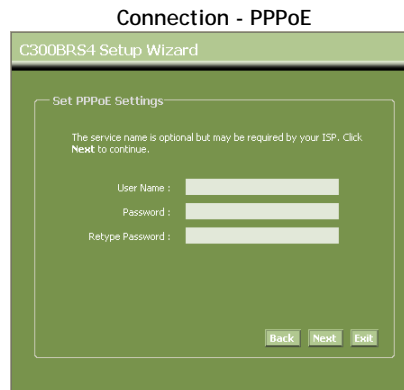 Connection - PPPoE
C300BRS4 Setup Wizard
Set PPPoE Settings
The service name is optional but may be required by your ISP. Click
Next to continue.
User Name :
Password :
Retype Password :
Back Next Exit